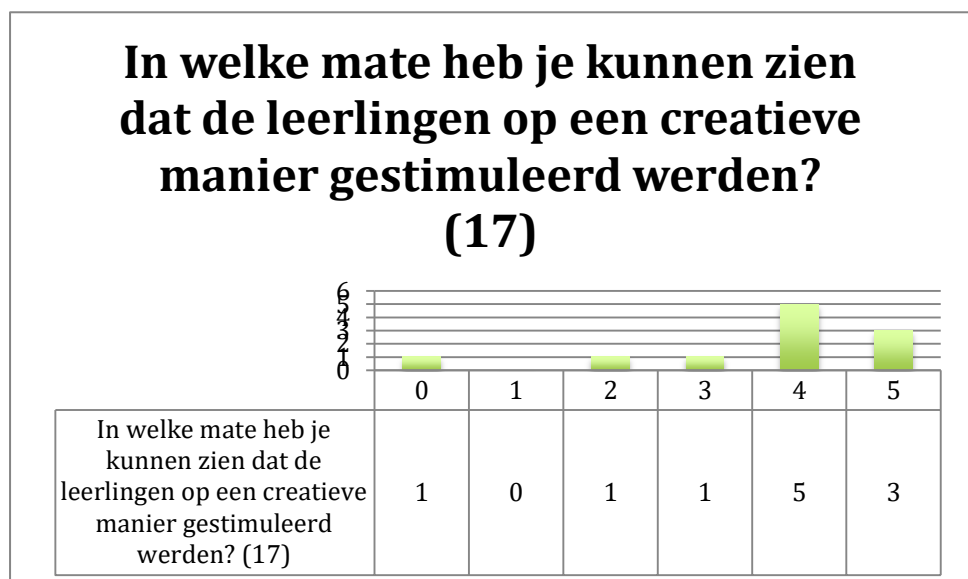 In welke mate heb je kunnen zien
dat de leerlingen op een creatieve
manier gestimuleerd werden?
(17)
6
5
4
3
2
1
0
0 1 2 3 4 5
In welke mate heb je
kunnen zien dat de
leerlingen op een creatieve
manier gestimuleerd
werden? (17)
1 0 1 1 5 3